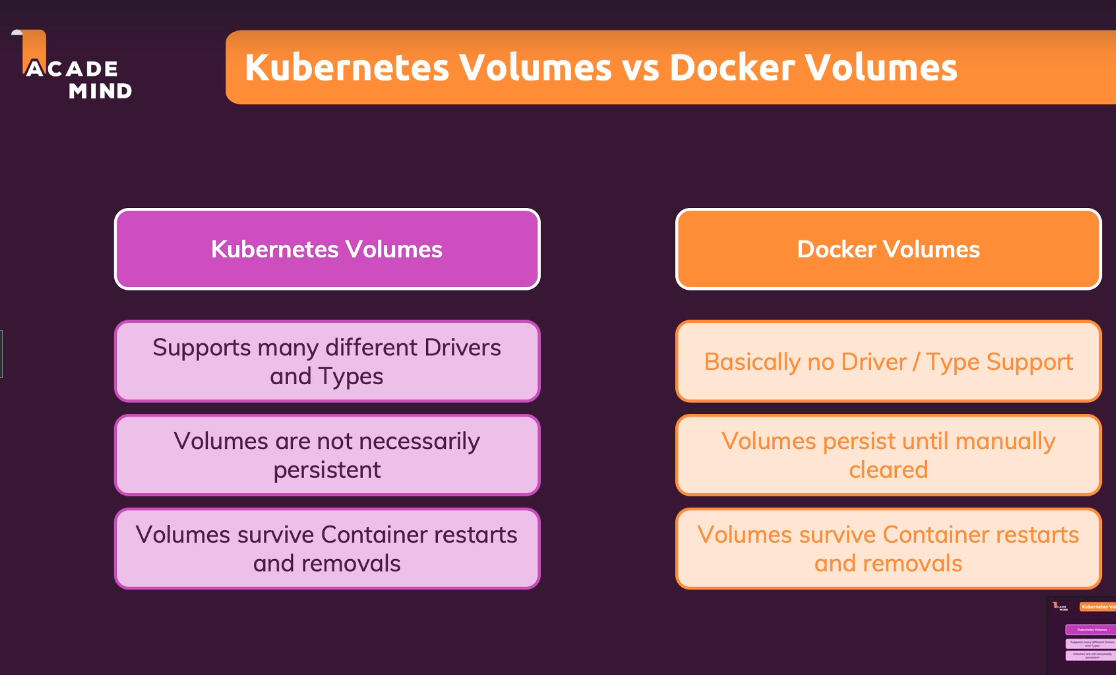 ACADE
MIND
Kubernetes Volumes vs Docker Volumes
Kubernetes Volumes
Supports many different Drivers
and Types
Volumes are not necessarily
persistent
Volumes survive Container restarts
and removals
Docker Volumes
Basically no Driver / Type Support
Volumes persist until manually
cleared
Volumes survive Container restarts
and removals